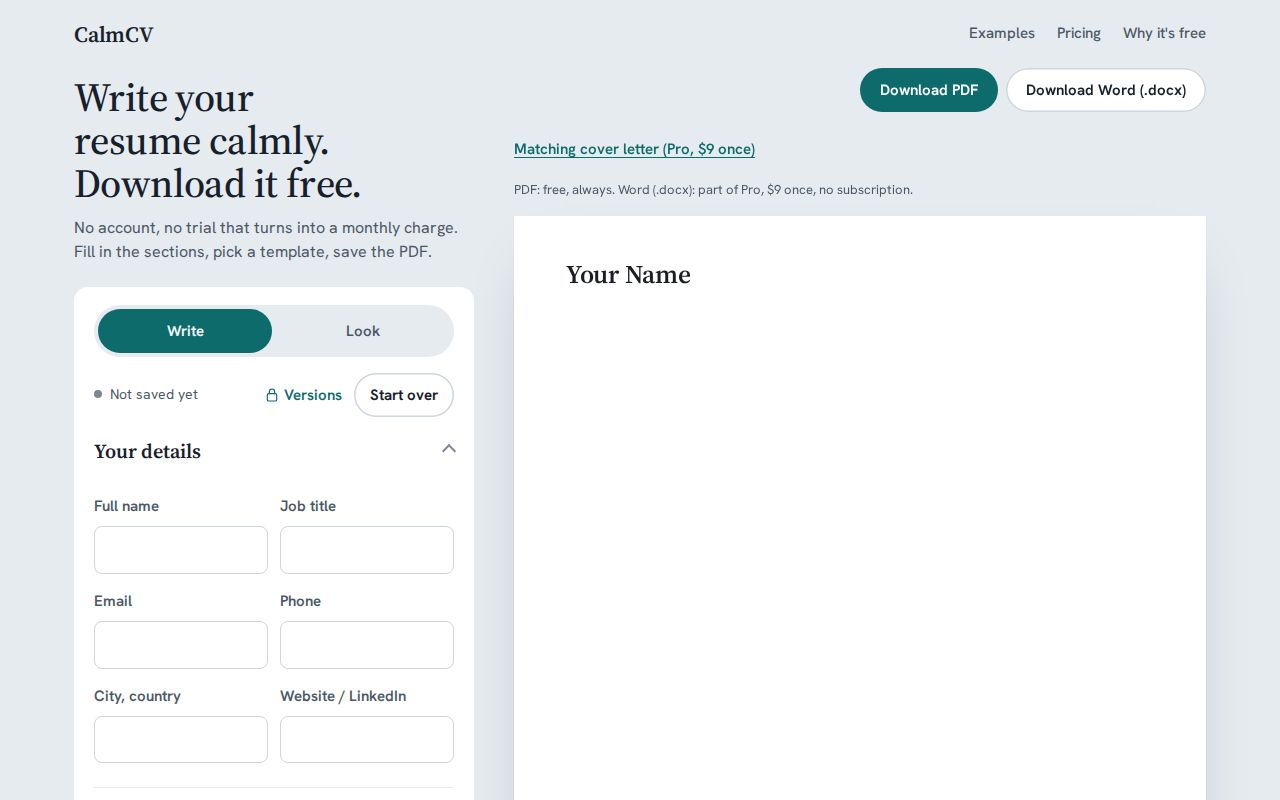 CalmCV
Examples
Pricing
Why it's free
Write your
resume calmly.
Download it free.
No account, no trial that turns into a monthly charge.
Fill in the sections, pick a template, save the PDF.
Write
Look
Not saved yet
Versions
Start over
Your details
Full name
Job title
Email
Phone
City, country
Website / LinkedIn
Download PDF
Download Word (.docx)
Matching cover letter (Pro, $9 once)
PDF: free, always. Word (.docx): part of Pro, $9 once, no subscription.
Your Name